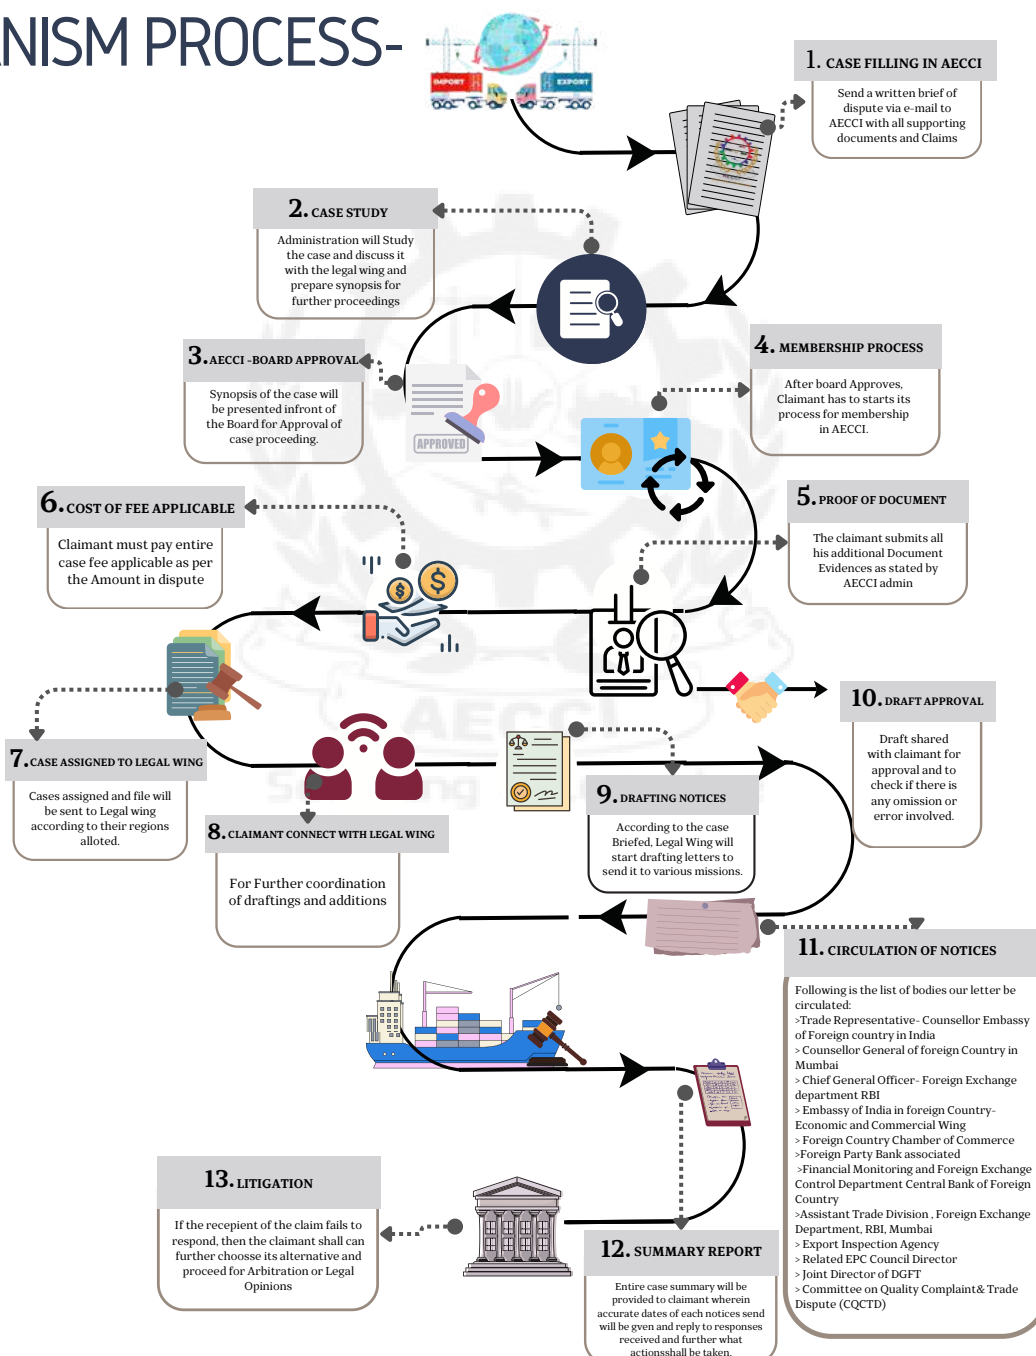 ANISM PROCESS-
IMPORT
EXPORT
1. CASE FILLING IN AECCI
Send a written brief of
dispute via e-mail to
AECCI with all supporting
documents and Claims
2. CASE STUDY
Administration will Study
the case and discuss it
with the legal wing and
prepare synopsis for
further proceedings
3. AECCI -BOARD APPROVAL
Synopsis of the case will
be presented infront of
the Board for Approval of
case proceeding.
APPROVED
4. MEMBERSHIP PROCESS
After board Approves,
Claimant has to starts its
process for membership
in AECCI.
5. PROOF OF DOCUMENT
The claimant submits all
his additional Document
Evidences as stated by
AECCI admin
6. COST OF FEE APPLICABLE
Claimant must pay entire
case fee applicable as per
the Amount in dispute
7. CASE ASSIGNED TO LEGAL WING
Cases assigned and file will
be sent to Legal wing
according to their regions
alloted.
AECCI
8. CLAIMANT CONNECT WITH LEGAL WING
For Further coordination
of draftings and additions
9. DRAFTING NOTICES
According to the case
Briefed, Legal Wing will
start drafting letters to
send it to various missions.
10. DRAFT APPROVAL
Draft shared
with claimant for
approval and to
check if there is
any omission or
error involved.
11. CIRCULATION OF NOTICES
Following is the list of bodies our letter be
circulated:
>Trade Representative- Counsellor Embassy
of Foreign country in India
> Counsellor General of foreign Country in
Mumbai
> Chief General Officer- Foreign Exchange
department RBI
> Embassy of India in foreign Country-
Economic and Commercial Wing
> Foreign Country Chamber of Commerce
>Foreign Party Bank associated
>Financial Monitoring and Foreign Exchange
Control Department Central Bank of Foreign
Country
>Assistant Trade Division , Foreign Exchange
Department, RBI, Mumbai
> Export Inspection Agency
> Related EPC Council Director
> Joint Director of DGFT
> Committee on Quality Complaint& Trade
Dispute (CQCTD)
12. SUMMARY REPORT
Entire case summary will be
provided to claimant wherein
accurate dates of each notices send
will be gven and reply to responses
received and further what
actionsshall be taken.
13. LITIGATION
If the recepient of the claim fails to
respond, then the claimant shall can
further choosse its alternative and
proceed for Arbitration or Legal
Opinions